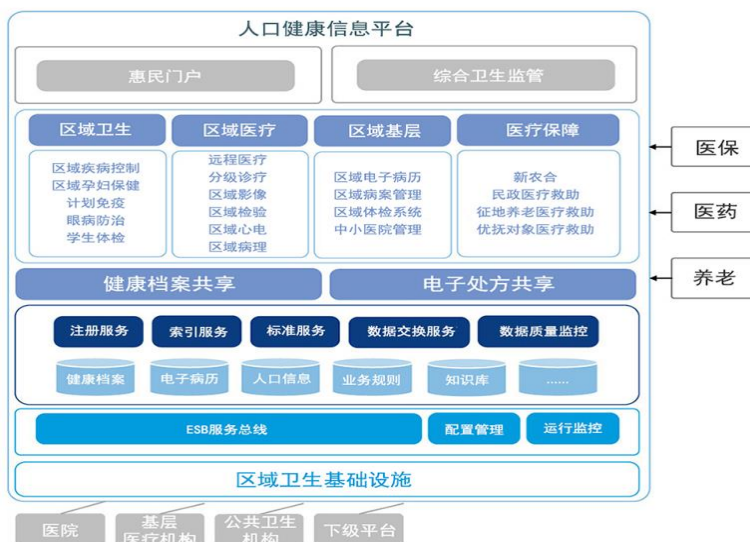 人口健康信息平台
惠民门户
综合卫生监管
区域卫生
区域医疗
区域基层
医疗保障
区域疾病控制
区域孕妇保健
计划免疫
眼病防治
学生体检
远程医疗
分级诊疗
区域影像
区域检验
区域心电
区域病理
区域电子病历
区域病案管理
区域体检系统
中小医院管理
新农合
民政医疗救助
征地养老医疗救助
优抚对象医疗救助
医保
医药
养老
健康档案共享
电子处方共享
注册服务
索引服务
标准服务
数据交换服务
数据质量监控
健康档案
电子病历
人口信息
业务规则
知识库
......
ESB服务总线
配置管理
运行监控
区域卫生基础设施
医院
基层
医疗机构
公共卫生
机构
下级平台